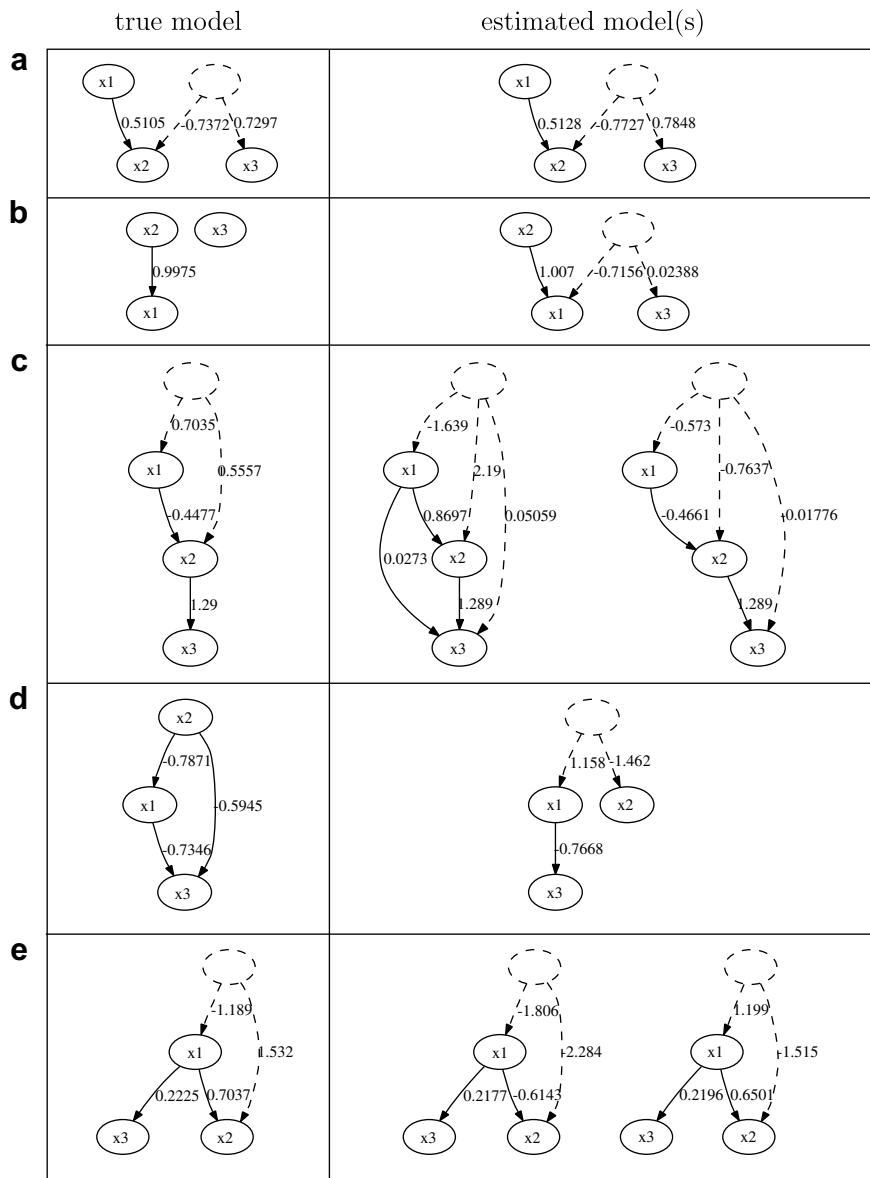 true model
estimated model(s)
a
x1
0.5105
-0.7372
0.7297
x2
x3
x1
0.5128
-0.7727
0.7848
x2
x3
b
x2
x3
0.9975
x1
x2
1.007
-0.7156
0.02388
x1
x3
c
0.7035
x1
0.5557
-0.4477
x2
1.29
x3
-1.639
x1
2.19
0.8697
0.05059
0.0273
x2
1.289
x3
-0.573
x1
-0.7637
-0.4661
-0.01776
x2
1.289
x3
d
x2
-0.7871
x1
-0.5945
-0.7346
x3
1.158
-1.462
x1
x2
-0.7668
x3
e
-1.189
x1
1.532
0.2225
0.7037
x3
x2
-1.806
x1
-2.284
0.2177
-0.6143
x3
x2
1.199
x1
-1.515
0.2196
0.6501
x3
x2